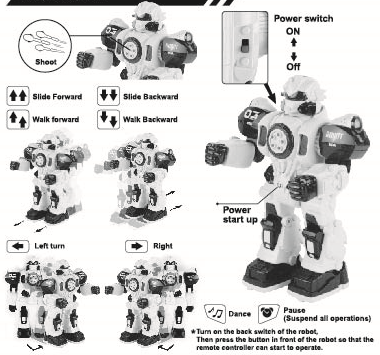 Shoot
Power switch
ON
Off
Slide Forward
Slide Backward
Walk forward
Walk Backward
Power
start up
Left turn
Right
Dance
Pause
(Suspend all operations)
*Turn on the back switch of the robot,
Then press the button in front of the robot so that the
remote controller can start to operate.